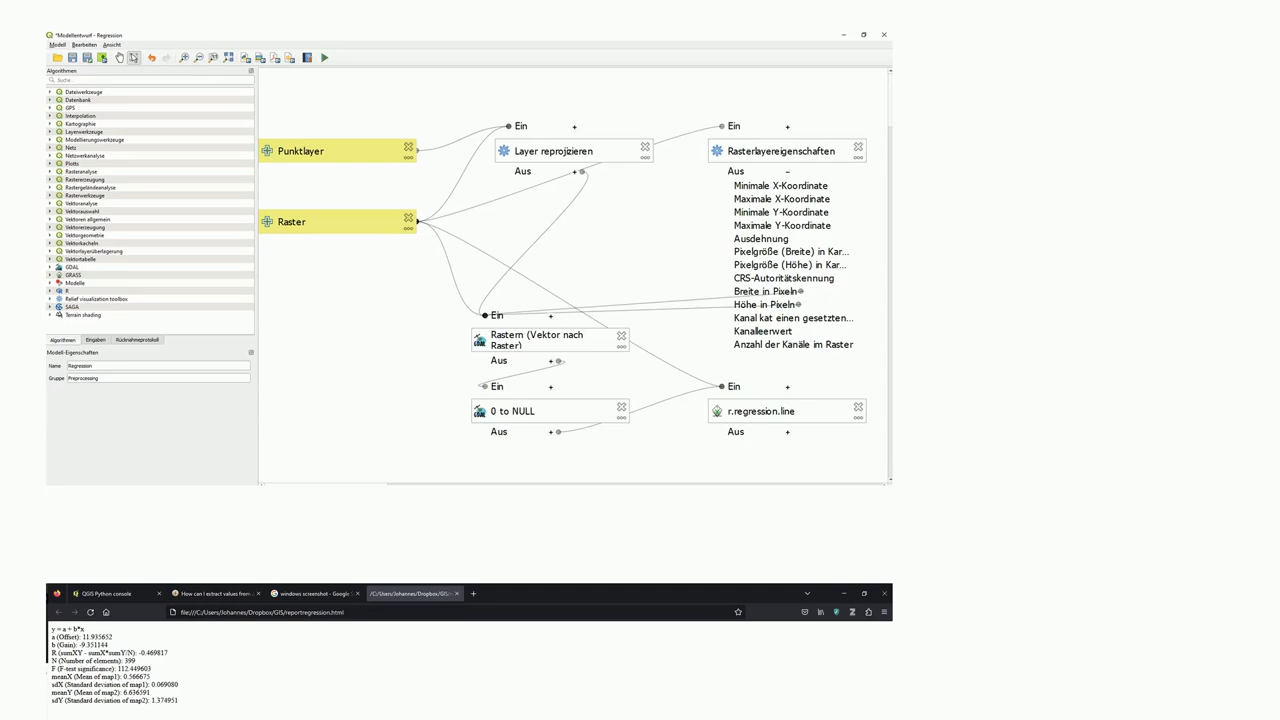 *Modellentwurf - Regression
Modell Bearbeiten Ansicht
Algorithmen
Suche...
Dateiwerkzeuge
Datenbank
GPS
Interpolation
Kartographie
Layerwerkzeuge
Modellierungswerkzeuge
Netz
Netzwerkanalyse
Plotts
Rasteranalyse
Rastererzeugung
Rastergeländeanalyse
Rasterwerkzeuge
Vektoranalyse
Vektorauswahl
Vektoren allgemein
Vektorerzeugung
Vektorgeometrie
Vektorkacheln
Vektorlayerüberlagerung
Vektortabelle
GDAL
GRASS
Modelle
R
Relief visualization toolbox
SAGA
Terrain shading
Algorithmen Eingaben Rücknahmeprotokoll
Modell-Eigenschaften
Name Regression
Gruppe Preprocessing
Punktlayer
Raster
Ein +
Layer reprojizieren
Aus +
Ein +
Rasterlayereigenschaften
Aus −
Minimale X-Koordinate
Maximale X-Koordinate
Minimale Y-Koordinate
Maximale Y-Koordinate
Ausdehnung
Pixelgröße (Breite) in Kar...
Pixelgröße (Höhe) in Kar...
CRS-Autoritätskennung
Breite in Pixeln
Höhe in Pixeln
Kanal kat einen gesetzten...
Kanalleenwert
Anzahl der Kanäle im Raster
Ein +
Rastern (Vektor nach
Raster)
Aus +
Ein +
0 to NULL
Aus +
Ein +
r.regression.line
Aus +
QGIS Python console
How can I extract values from
windows screenshot - Google S
/C:/Users/Johannes/Dropbox/GIS/
file:///C:/Users/Johannes/Dropbox/GIS/reportregression.html
y = a + b*x
a (Offset): 11.935652
b (Gain): -9.351144
R (sumXY - sumX*sumY/N): -0.469817
N (Number of elements): 399
F (F-test significance): 112.449603
meanX (Mean of map1): 0.566675
sdX (Standard deviation of map1): 0.069080
meanY (Mean of map2): 6.636591
sdY (Standard deviation of map2): 1.374951